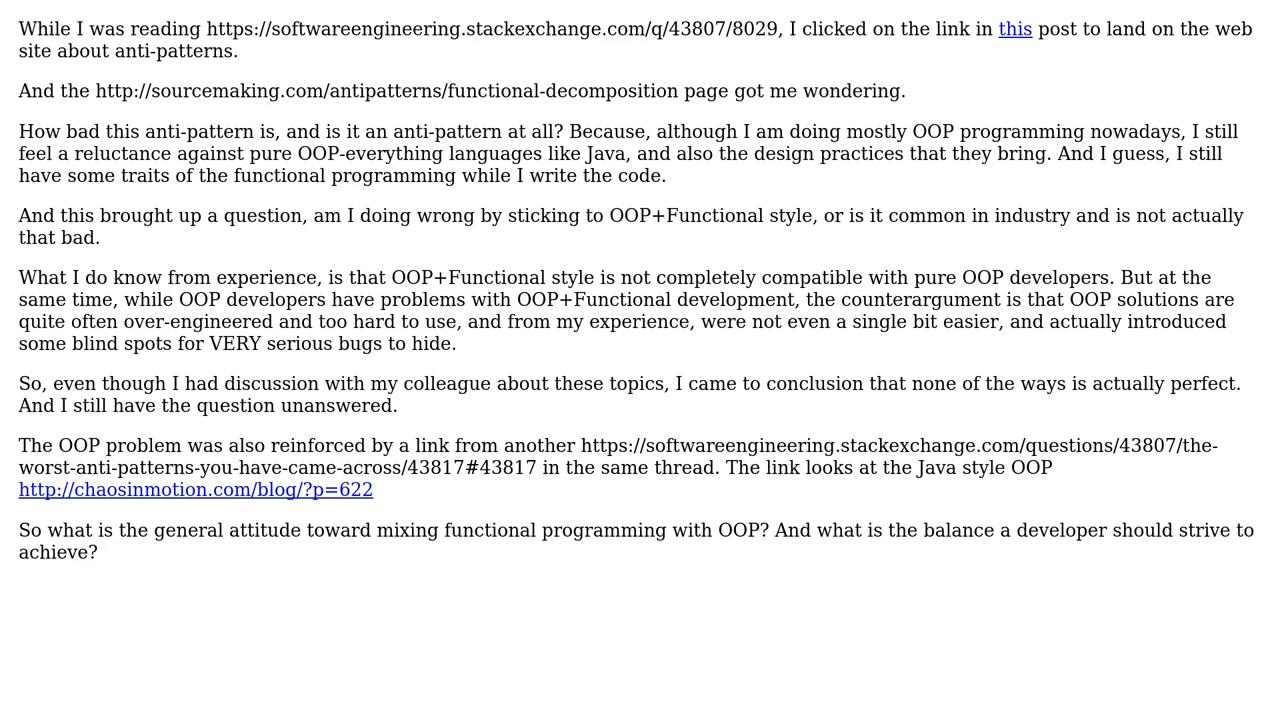 While I was reading https://softwareengineering.stackexchange.com/q/43807/8029, I clicked on the link in this post to land on the web
site about anti-patterns.
And the http://sourcemaking.com/antipatterns/functional-decomposition page got me wondering.
How bad this anti-pattern is, and is it an anti-pattern at all? Because, although I am doing mostly OOP programming nowadays, I still
feel a reluctance against pure OOP-everything languages like Java, and also the design practices that they bring. And I guess, I still
have some traits of the functional programming while I write the code.
And this brought up a question, am I doing wrong by sticking to OOP+Functional style, or is it common in industry and is not actually
that bad.
What I do know from experience, is that OOP+Functional style is not completely compatible with pure OOP developers. But at the
same time, while OOP developers have problems with OOP+Functional development, the counterargument is that OOP solutions are
quite often over-engineered and too hard to use, and from my experience, were not even a single bit easier, and actually introduced
some blind spots for VERY serious bugs to hide.
So, even though I had discussion with my colleague about these topics, I came to conclusion that none of the ways is actually perfect.
And I still have the question unanswered.
The OOP problem was also reinforced by a link from another https://softwareengineering.stackexchange.com/questions/43807/the-
worst-anti-patterns-you-have-came-across/43817#43817 in the same thread. The link looks at the Java style OOP
http://chaosinmotion.com/blog/?p=622
So what is the general attitude toward mixing functional programming with OOP? And what is the balance a developer should strive to
achieve?